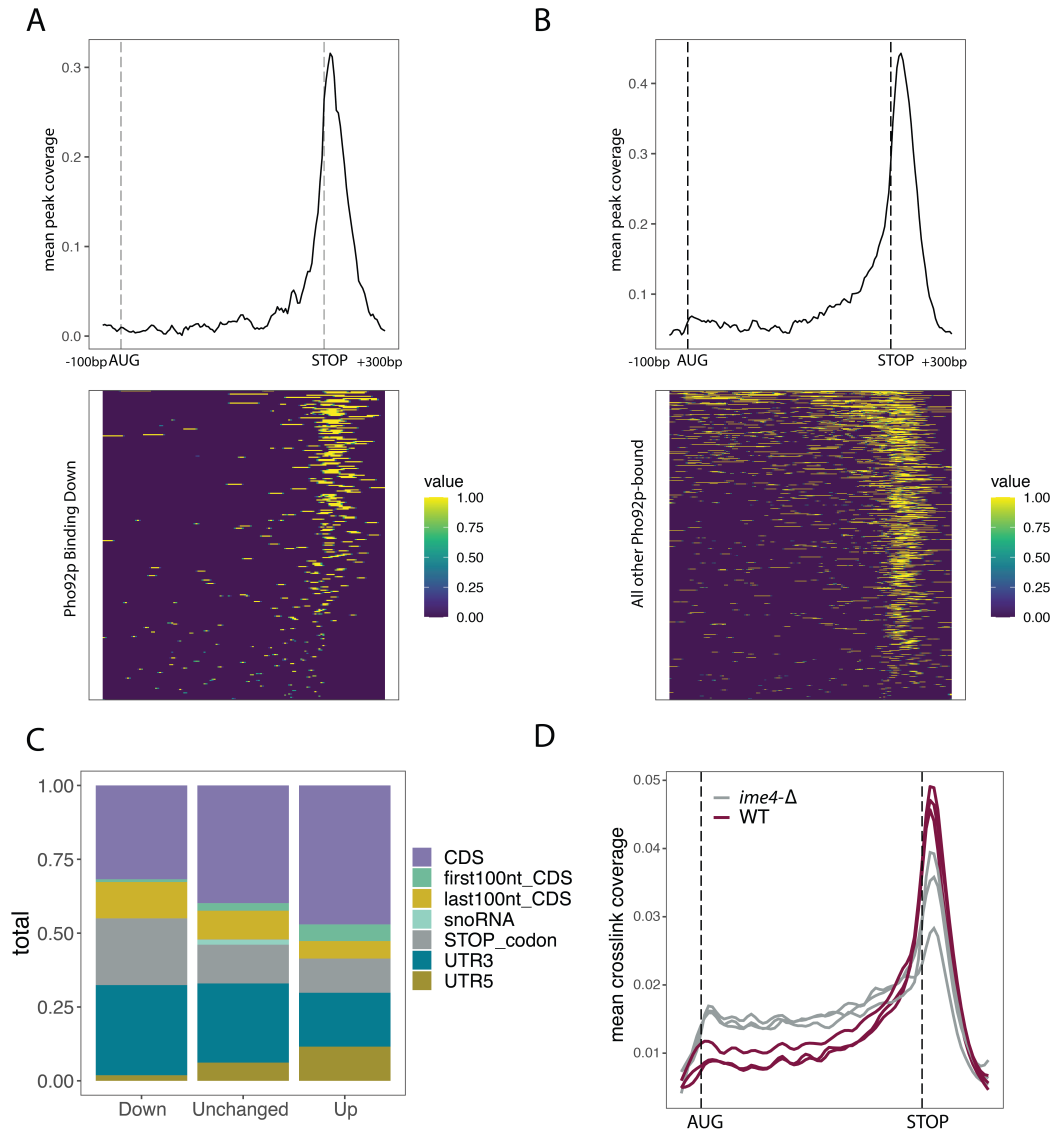 A
mean peak coverage
0.3
0.2
0.1
0.0
-100bp AUG STOP +300bp
Pho92p Binding Down
value
1.00
0.75
0.50
0.25
0.00
B
mean peak coverage
0.4
0.3
0.2
0.1
-100bp AUG STOP +300bp
All other Pho92p-bound
value
1.00
0.75
0.50
0.25
0.00
C
total
1.00
0.75
0.50
0.25
0.00
Down Unchanged Up
CDS
first100nt_CDS
last100nt_CDS
snoRNA
STOP_codon
UTR3
UTR5
D
mean crosslink coverage
0.05
0.04
0.03
0.02
0.01
ime4-Δ
WT
AUG STOP